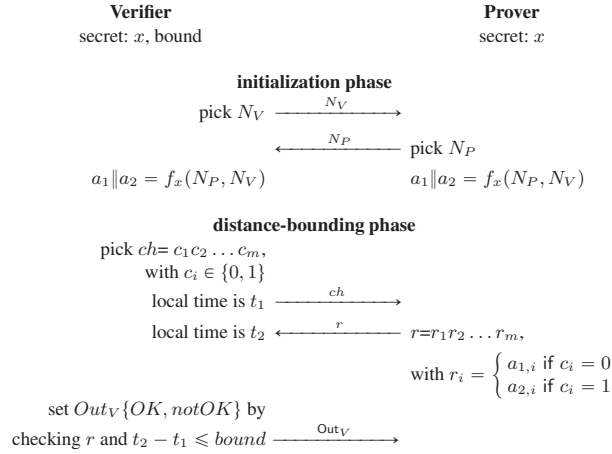 Verifier Prover
secret: x, bound secret: x
initialization phase
pick N_V N_V
N_P pick N_P
a_1∥a_2 = f_x(N_P, N_V) a_1∥a_2 = f_x(N_P, N_V)
distance-bounding phase
pick ch= c_1c_2 … c_m,
with c_i ∈ {0, 1}
local time is t_1 ch
local time is t_2 r r=r_1r_2 … r_m,
with r_i = { a_{1,i} if c_i = 0
a_{2,i} if c_i = 1
set Out_V{OK, notOK} by
checking r and t_2 − t_1 ⩽ bound Out_V